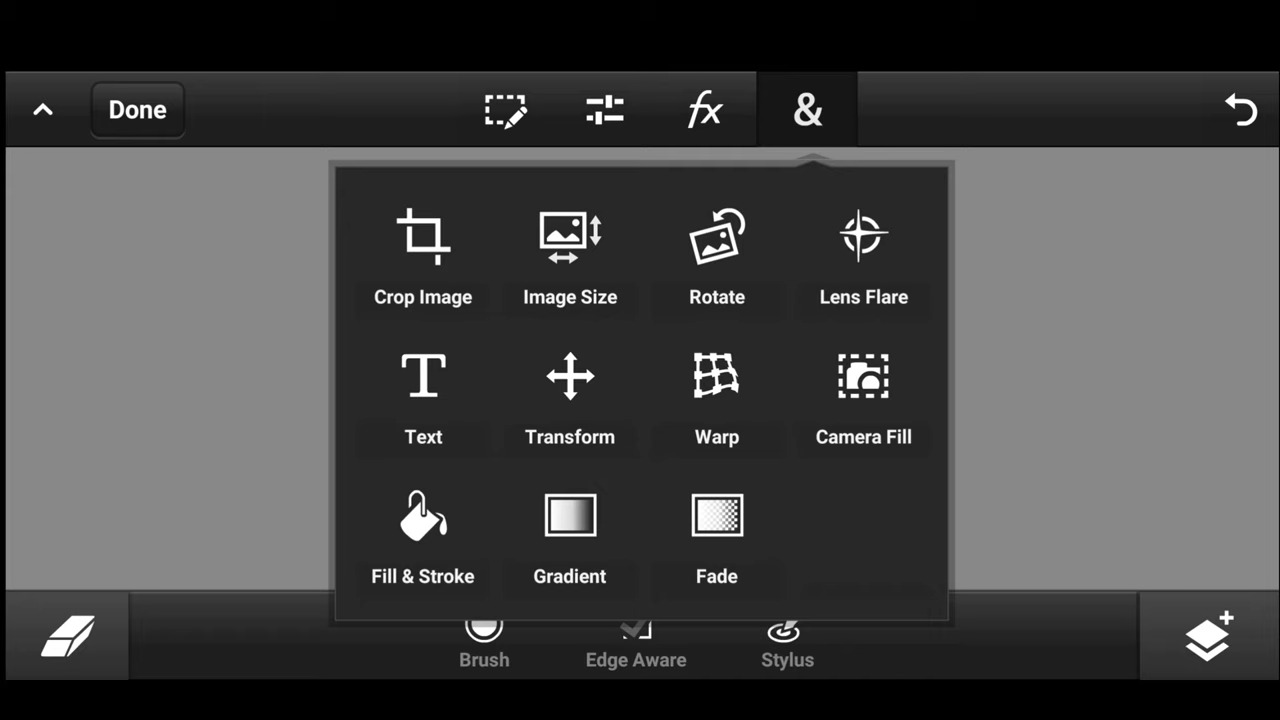 Done
fx
&
Crop Image
Image Size
Rotate
Lens Flare
T
Text
Transform
Warp
Camera Fill
Fill & Stroke
Gradient
Fade
Brush
Edge Aware
Stylus